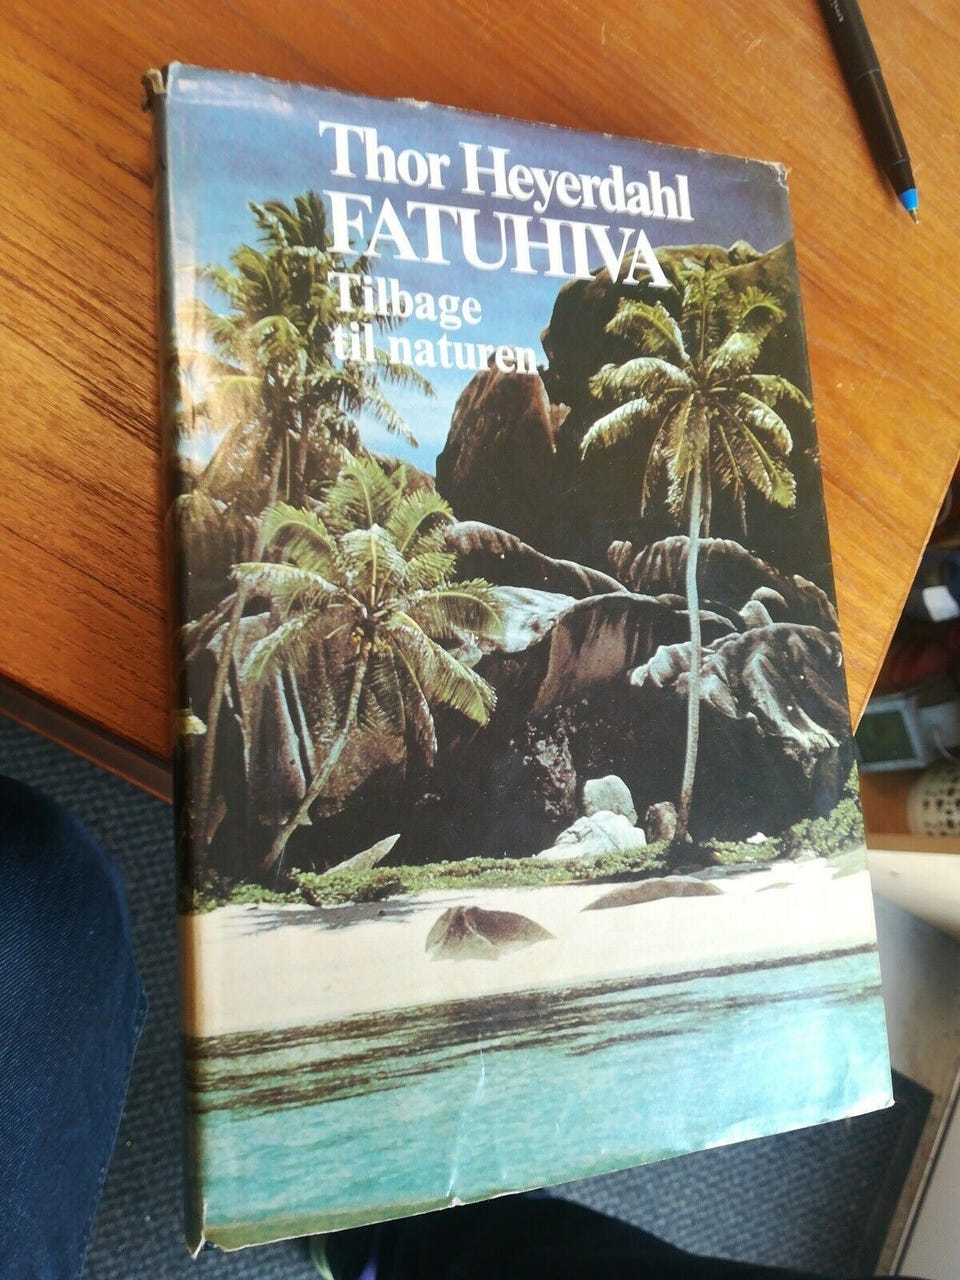 Thor Heyerdahl
FATUHIVA
Tilbage
til naturen